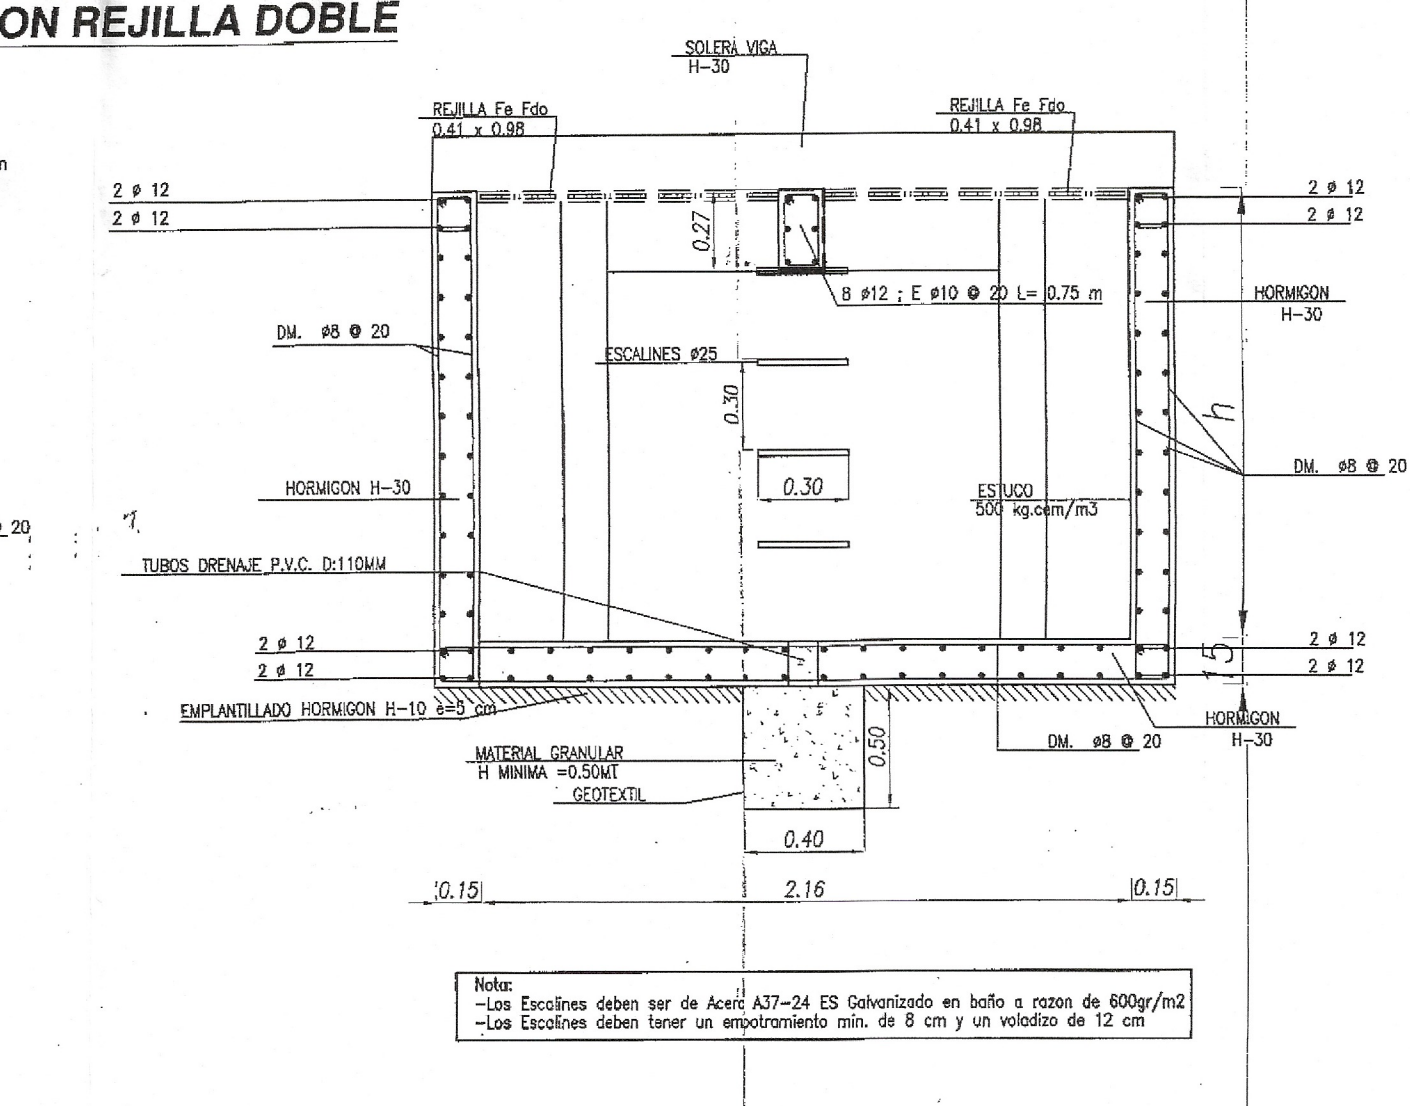 ON REJILLA DOBLE
SOLERA VIGA
H-30
REJILLA Fe Fdo
0.41 x 0.98
REJILLA Fe Fdo
0.41 x 0.98
n
2 ø 12
2 ø 12
2 ø 12
2 ø 12
0.27
8 ø12 ; E ø10 @ 20 L= 0.75 m
HORMIGON
H-30
DM. ø8 @ 20
ESCALINES ø25
0.30
h
DM. ø8 @ 20
HORMIGON H-30
0.30
ESTUCO
500 kg.cem/m3
20
TUBOS DRENAJE P.V.C. D:110MM
2 ø 12
2 ø 12
2 ø 12
2 ø 12
15
EMPLANTILLADO HORMIGON H-10 e=5 cm
HORMIGON
H-30
DM. ø8 @ 20
MATERIAL GRANULAR
H MINIMA =0.50MT
GEOTEXTIL
0.50
0.40
0.15
2.16
0.15
Nota:
-Los Escalines deben ser de Acero A37-24 ES Galvanizado en baño a razon de 600gr/m2
-Los Escalines deben tener un empotramiento min. de 8 cm y un voladizo de 12 cm